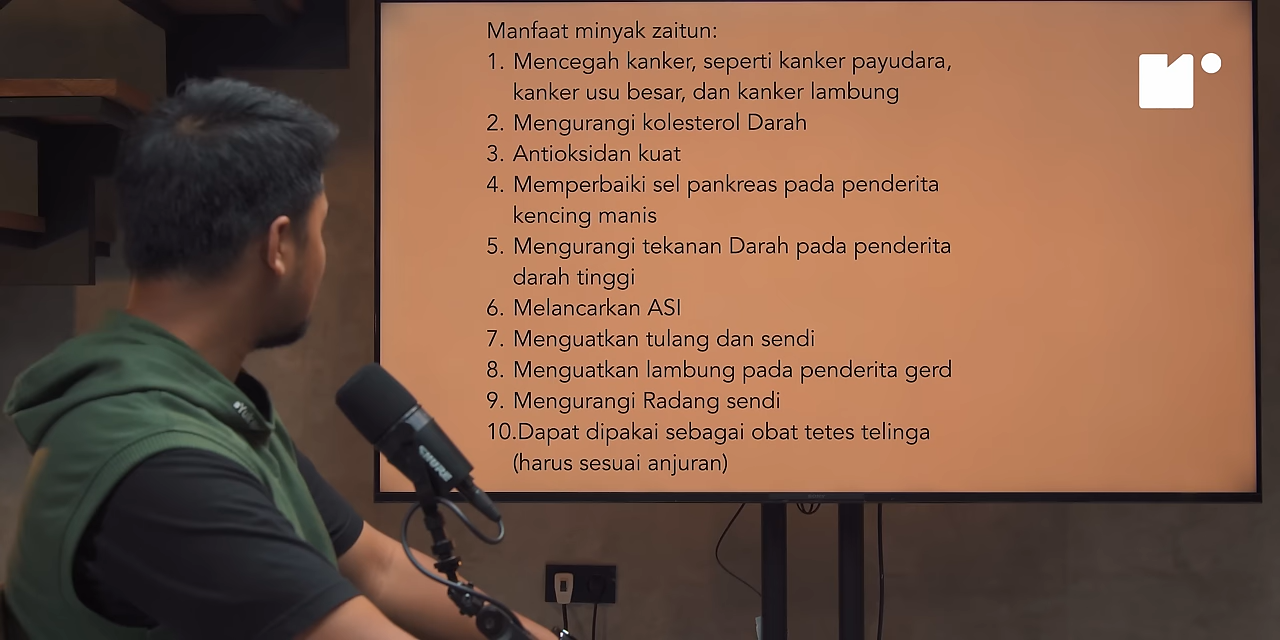 Manfaat minyak zaitun:
1. Mencegah kanker, seperti kanker payudara,
kanker usu besar, dan kanker lambung
2. Mengurangi kolesterol Darah
3. Antioksidan kuat
4. Memperbaiki sel pankreas pada penderita
kencing manis
5. Mengurangi tekanan Darah pada penderita
darah tinggi
6. Melancarkan ASI
7. Menguatkan tulang dan sendi
8. Menguatkan lambung pada penderita gerd
9. Mengurangi Radang sendi
10.Dapat dipakai sebagai obat tetes telinga
(harus sesuai anjuran)
SHURE